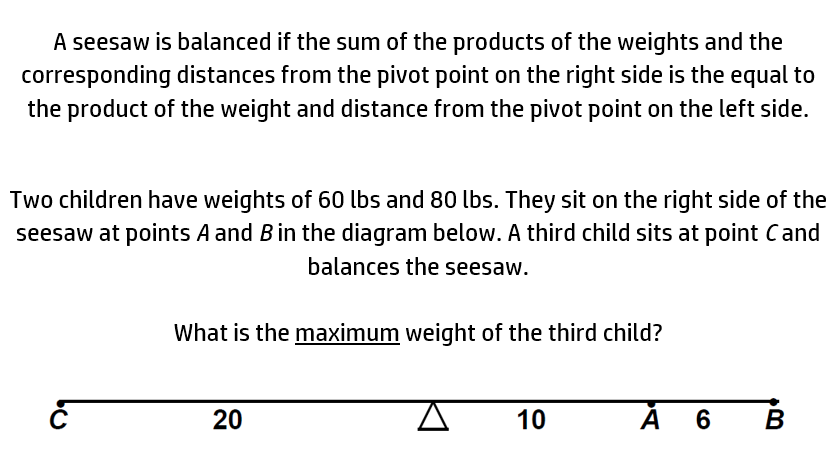 A seesaw is balanced if the sum of the products of the weights and the
corresponding distances from the pivot point on the right side is the equal to
the product of the weight and distance from the pivot point on the left side.
Two children have weights of 60 lbs and 80 lbs. They sit on the right side of the
seesaw at points A and B in the diagram below. A third child sits at point C and
balances the seesaw.
What is the maximum weight of the third child?
C 20 10 A 6 B